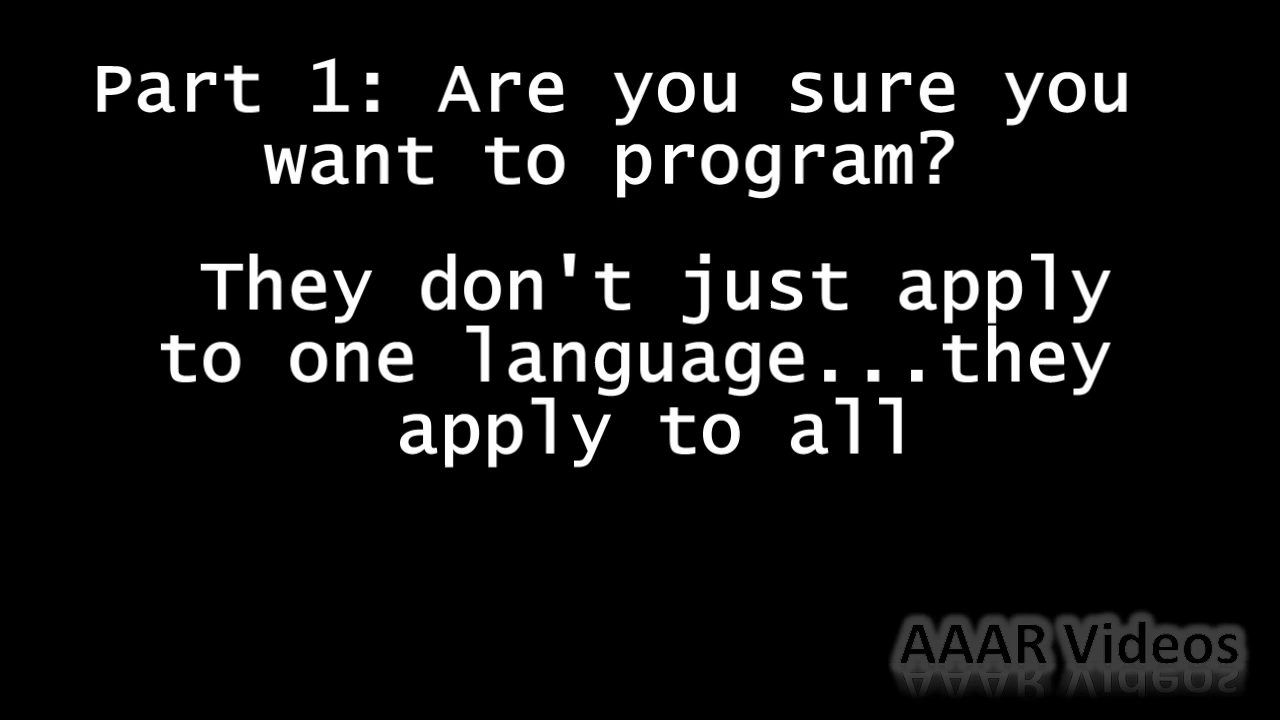 Part 1: Are you sure you
want to program?
They don't just apply
to one language...they
apply to all
AAAR Videos